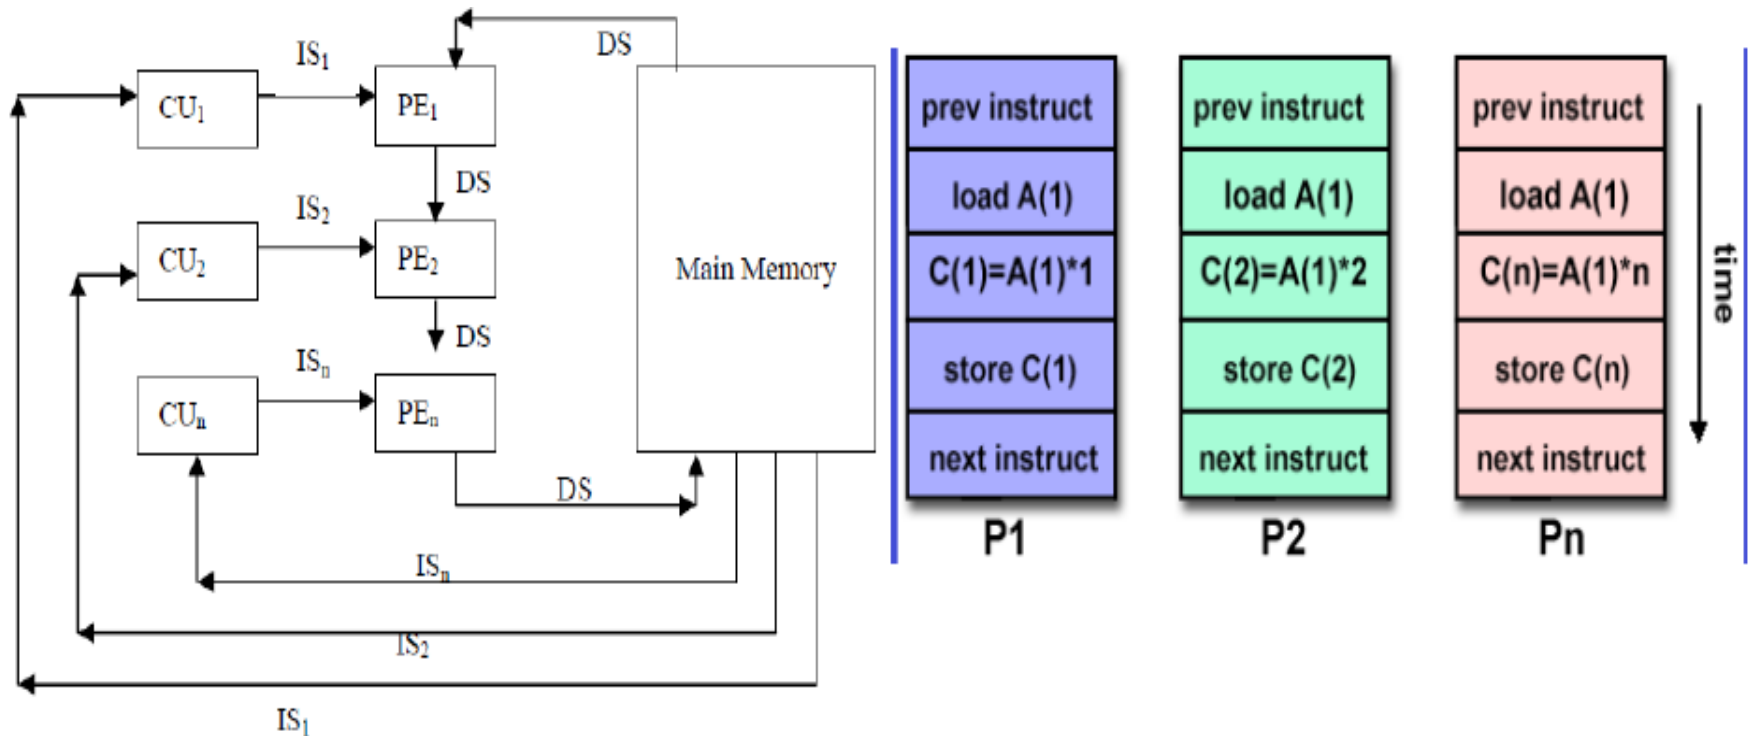 DS
IS1
CU1
PE1
DS
IS2
CU2
PE2
DS
ISn
CUn
PEn
Main Memory
DS
ISn
IS2
IS1
prev instruct
load A(1)
C(1)=A(1)*1
store C(1)
next instruct
P1
prev instruct
load A(1)
C(2)=A(1)*2
store C(2)
next instruct
P2
prev instruct
load A(1)
C(n)=A(1)*n
store C(n)
next instruct
Pn
time